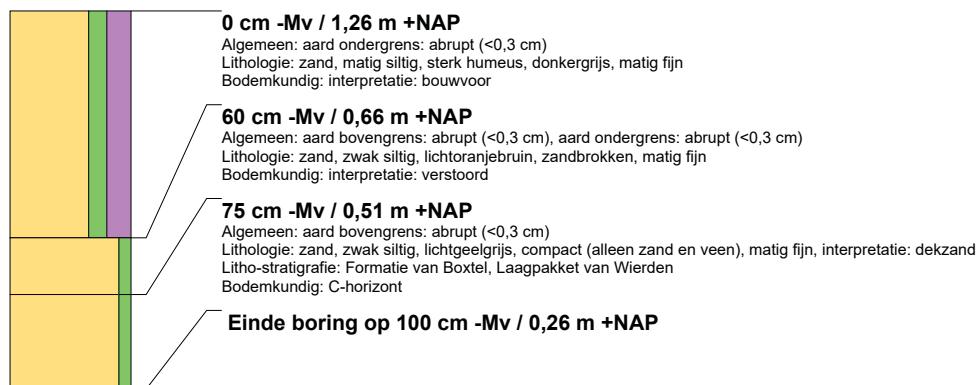 0 cm -Mv / 1,26 m +NAP
Algemeen: aard ondergrens: abrupt (<0,3 cm)
Lithologie: zand, matig siltig, sterk humeus, donkergrijs, matig fijn
Bodemkundig: interpretatie: bouwvoor
60 cm -Mv / 0,66 m +NAP
Algemeen: aard bovengrens: abrupt (<0,3 cm), aard ondergrens: abrupt (<0,3 cm)
Lithologie: zand, zwak siltig, lichtoranjebruin, zandbrokken, matig fijn
Bodemkundig: interpretatie: verstoord
75 cm -Mv / 0,51 m +NAP
Algemeen: aard bovengrens: abrupt (<0,3 cm)
Lithologie: zand, zwak siltig, lichtgeelgrijs, compact (alleen zand en veen), matig fijn, interpretatie: dekzand
Litho-stratigrafie: Formatie van Boxtel, Laagpakket van Wierden
Bodemkundig: C-horizont
Einde boring op 100 cm -Mv / 0,26 m +NAP